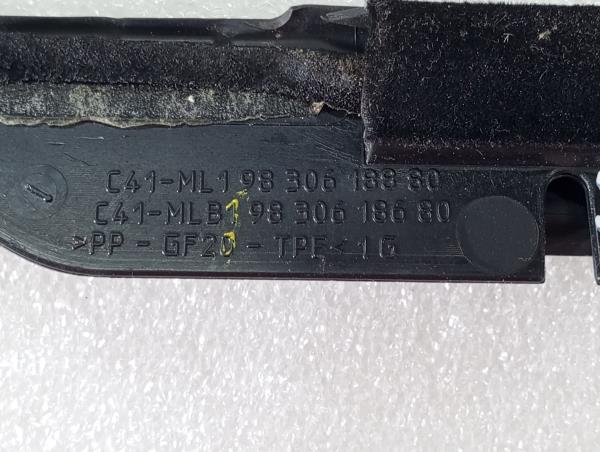 C41-ML1 98 306 188 80
C41-MLB1 98 306 186 80
>PP - GF20 - TPE< 1G